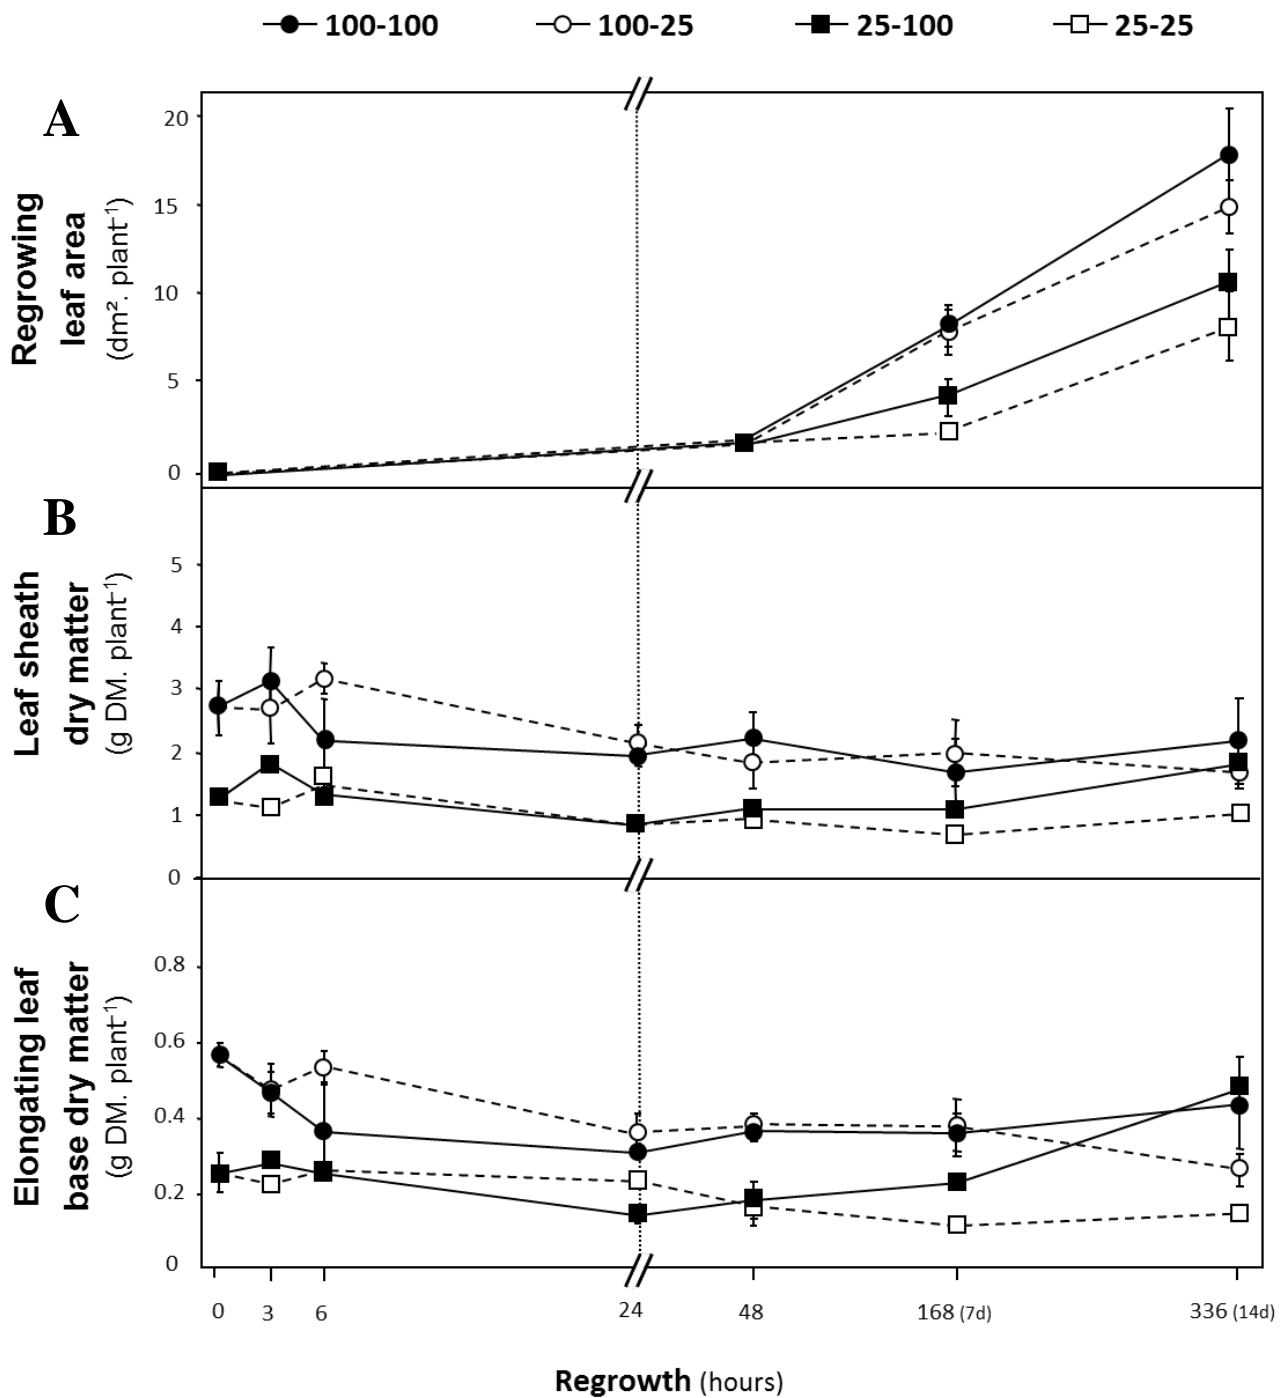 100-100 100-25 25-100 25-25
A
Regrowing
leaf area
(dm². plant⁻¹)
20
15
10
5
0
B
Leaf sheath
dry matter
(g DM. plant⁻¹)
5
4
3
2
1
0
C
Elongating leaf
base dry matter
(g DM. plant⁻¹)
0.8
0.6
0.4
0.2
0
0 3 6 24 48 168 (7d) 336 (14d)
Regrowth (hours)